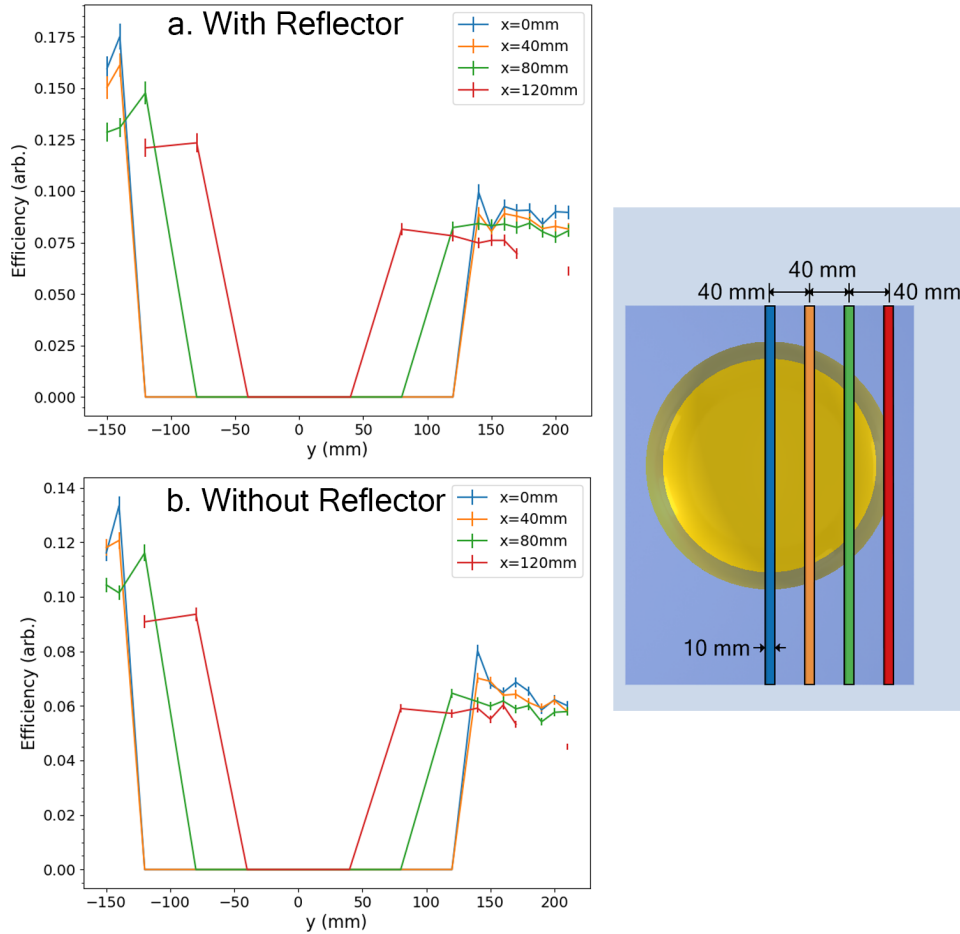 a. With Reflector
x=0mm
x=40mm
x=80mm
x=120mm
Efficiency (arb.)
0.175
0.150
0.125
0.100
0.075
0.050
0.025
0.000
−150 −100 −50 0 50 100 150 200
y (mm)
b. Without Reflector
x=0mm
x=40mm
x=80mm
x=120mm
Efficiency (arb.)
0.14
0.12
0.10
0.08
0.06
0.04
0.02
0.00
−150 −100 −50 0 50 100 150 200
y (mm)
40 mm
40 mm 40 mm
10 mm